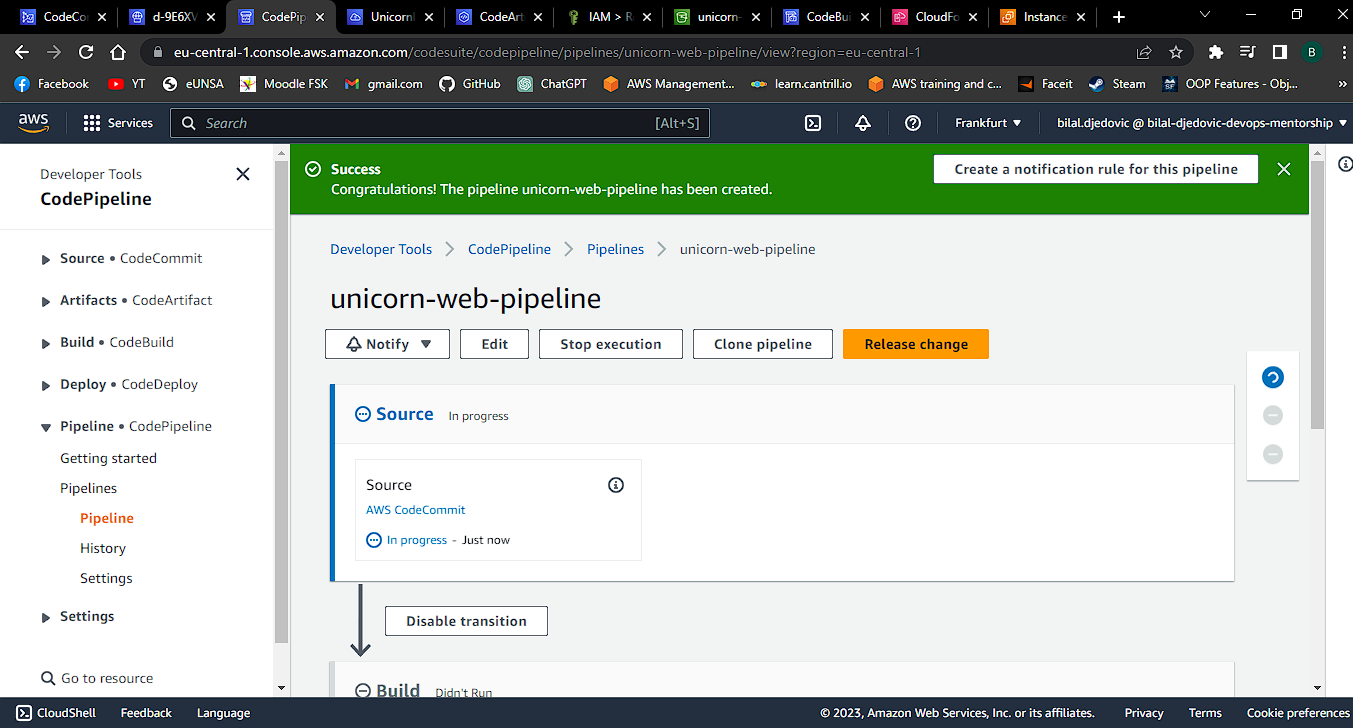 CodeCo
d-9E6XV
CodePip
Unicornl
CodeArt
IAM > R
unicorn-
CodeBui
CloudFo
Instance
eu-central-1.console.aws.amazon.com/codesuite/codepipeline/pipelines/unicorn-web-pipeline/view?region=eu-central-1
B
Facebook
YT
eUNSA
Moodle FSK
gmail.com
GitHub
ChatGPT
AWS Management...
learn.cantrill.io
AWS training and c...
Faceit
Steam
OOP Features - Obj...
»
aws
Services
Search
[Alt+S]
Frankfurt
bilal.djedovic @ bilal-djedovic-devops-mentorship
Developer Tools
CodePipeline
Source • CodeCommit
Artifacts • CodeArtifact
Build • CodeBuild
Deploy • CodeDeploy
Pipeline • CodePipeline
Getting started
Pipelines
Pipeline
History
Settings
Settings
Go to resource
Success
Congratulations! The pipeline unicorn-web-pipeline has been created.
Create a notification rule for this pipeline
Developer Tools
CodePipeline
Pipelines
unicorn-web-pipeline
unicorn-web-pipeline
Notify
Edit
Stop execution
Clone pipeline
Release change
Source
In progress
Source
AWS CodeCommit
In progress - Just now
Disable transition
Build
Didn't Run
CloudShell
Feedback
Language
© 2023, Amazon Web Services, Inc. or its affiliates.
Privacy
Terms
Cookie preferences